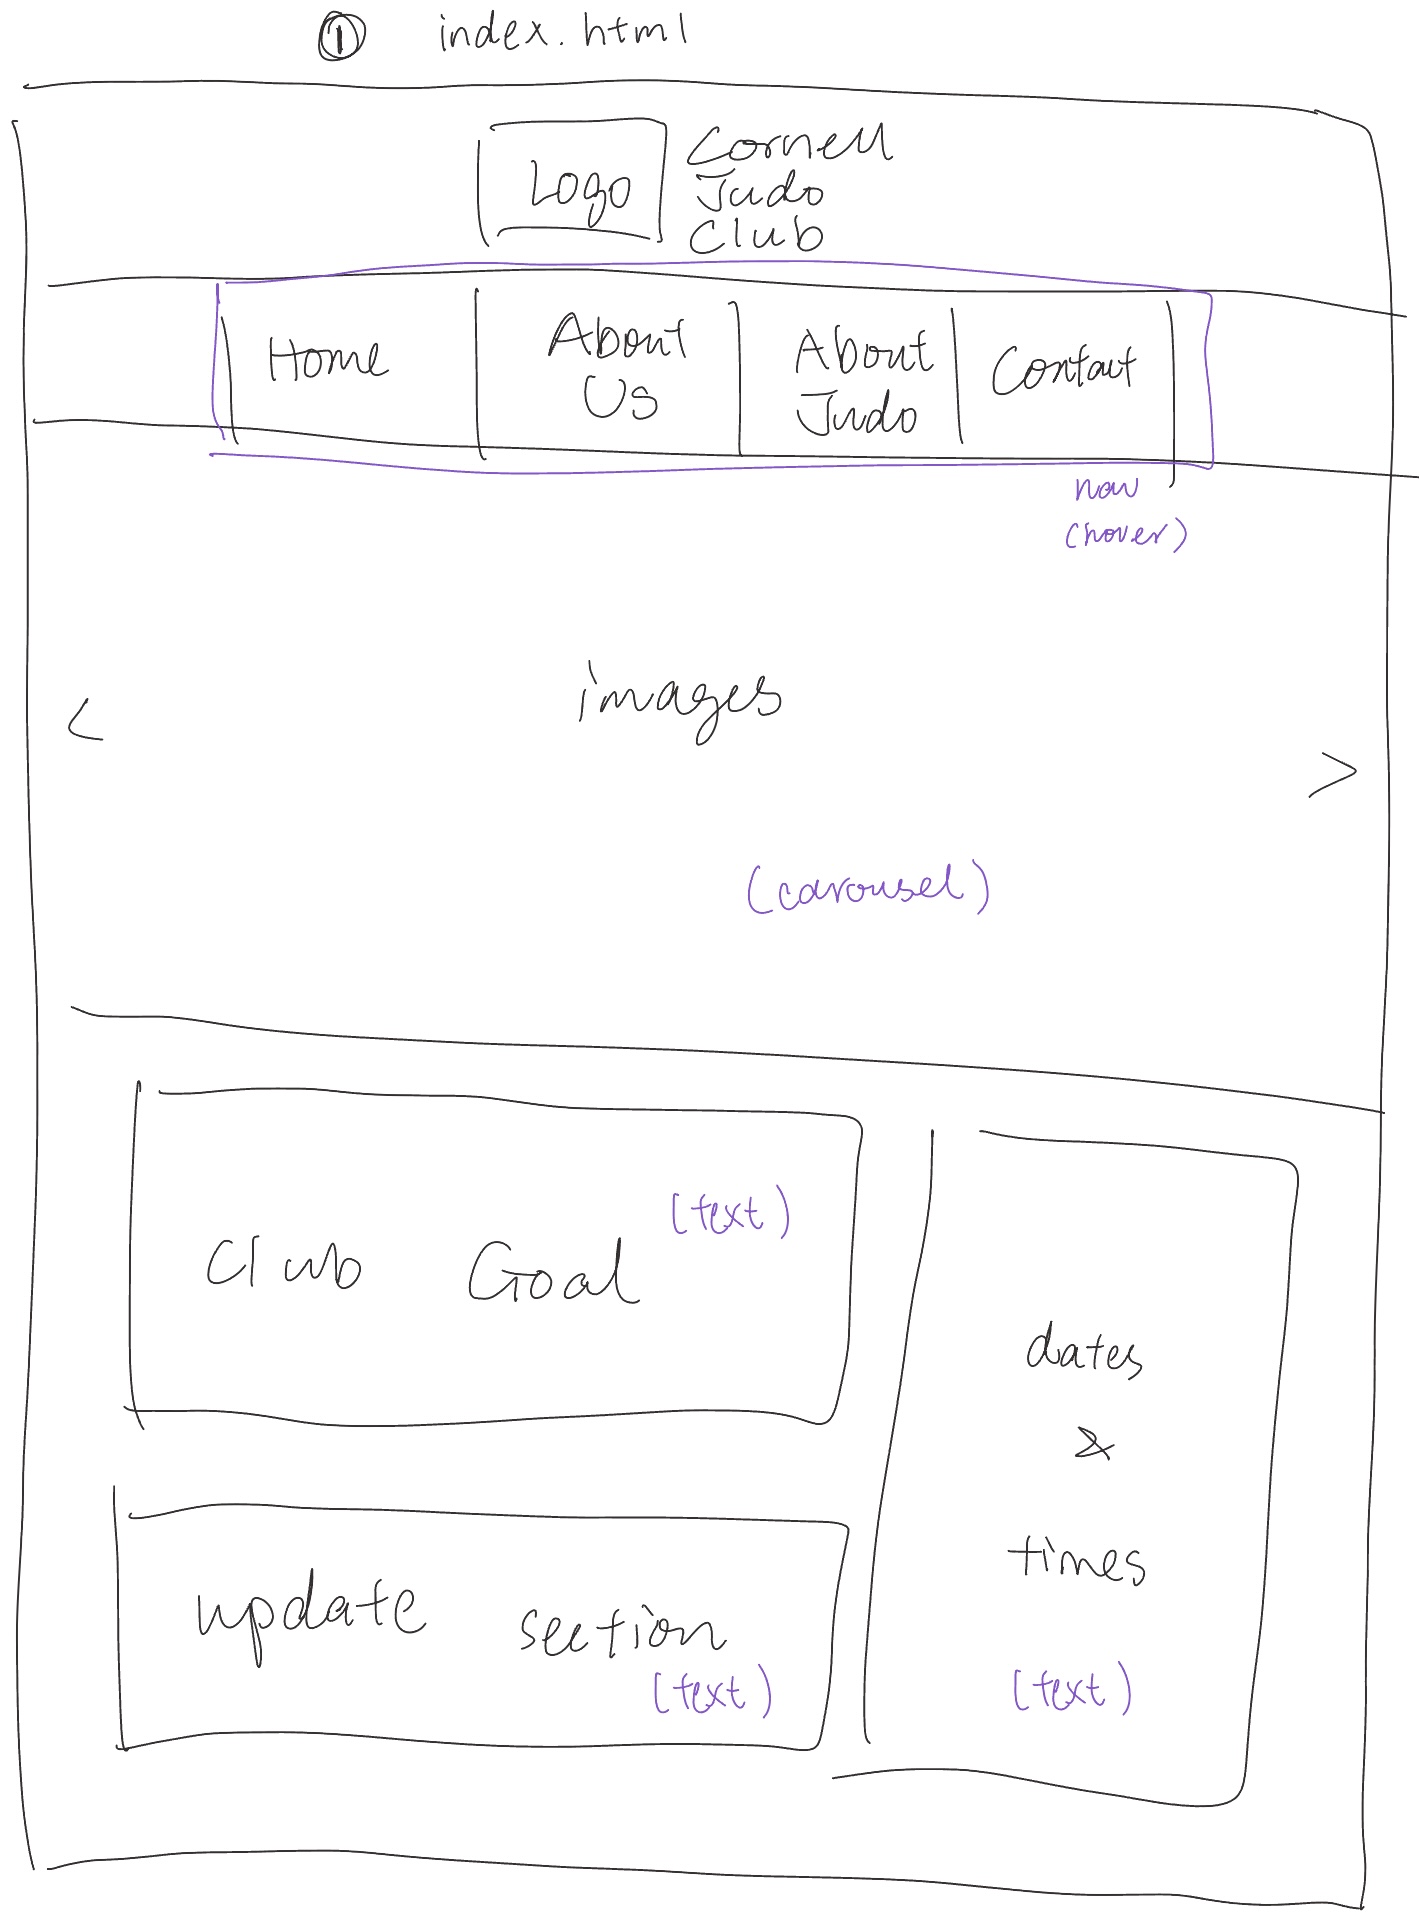 ① index.html
Logo
Cornell
Judo
Club
Home
About
Us
About
Judo
Contact
nav
(hover)
images
<
>
(carousel)
(text)
Club Goal
dates
&
times
(text)
update section
(text)